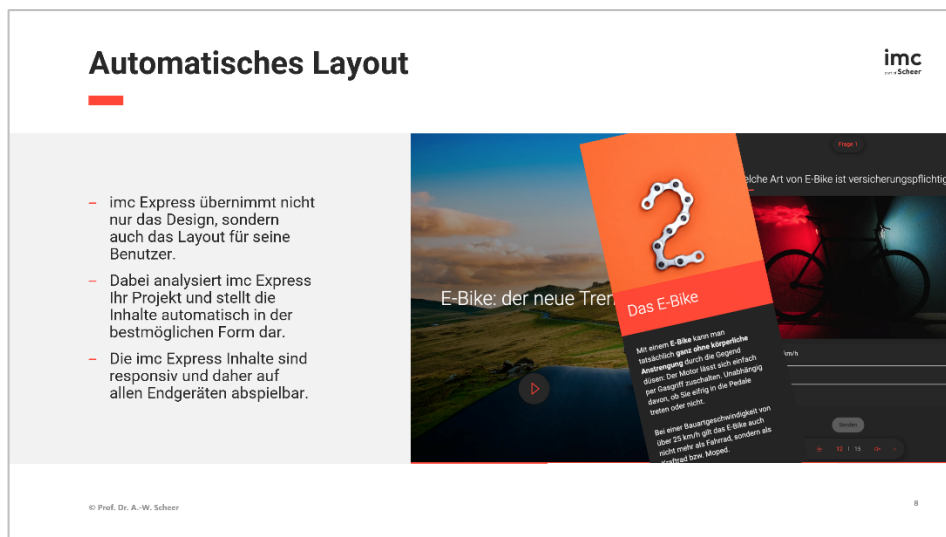 Automatisches Layout
imc
part of Scheer
– imc Express übernimmt nicht
nur das Design, sondern
auch das Layout für seine
Benutzer.
– Dabei analysiert imc Express
Ihr Projekt und stellt die
Inhalte automatisch in der
bestmöglichen Form dar.
– Die imc Express Inhalte sind
responsiv und daher auf
allen Endgeräten abspielbar.
E-Bike: der neue Tren
2
Das E-Bike
Mit einem E-Bike kann man
tatsächlich ganz ohne körperliche
Anstrengung durch die Gegend
düsen: Der Motor lässt sich einfach
per Gasgriff zuschalten. Unabhängig
davon, ob Sie eifrig in die Pedale
treten oder nicht.
Bei einer Bauartgeschwindigkeit von
über 25 km/h gilt das E-Bike auch
nicht mehr als Fahrrad, sondern als
Kraftrad bzw. Moped.
Frage 1
elche Art von E-Bike ist versicherungspflichtig
km/h
Senden
12 | 15
© Prof. Dr. A.-W. Scheer
8